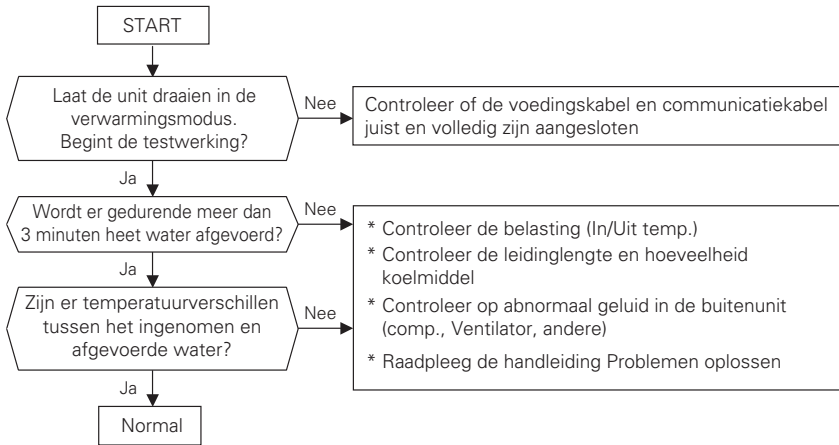 START
Laat de unit draaien in de
verwarmingsmodus.
Begint de testwerking?
Nee
Controleer of de voedingskabel en communicatiekabel
juist en volledig zijn aangesloten
Ja
Wordt er gedurende meer dan
3 minuten heet water afgevoerd?
Nee
* Controleer de belasting (In/Uit temp.)
* Controleer de leidinglengte en hoeveelheid
koelmiddel
* Controleer op abnormaal geluid in de buitenunit
(comp., Ventilator, andere)
* Raadpleeg de handleiding Problemen oplossen
Ja
Zijn er temperatuurverschillen
tussen het ingenomen en
afgevoerde water?
Nee
Ja
Normal